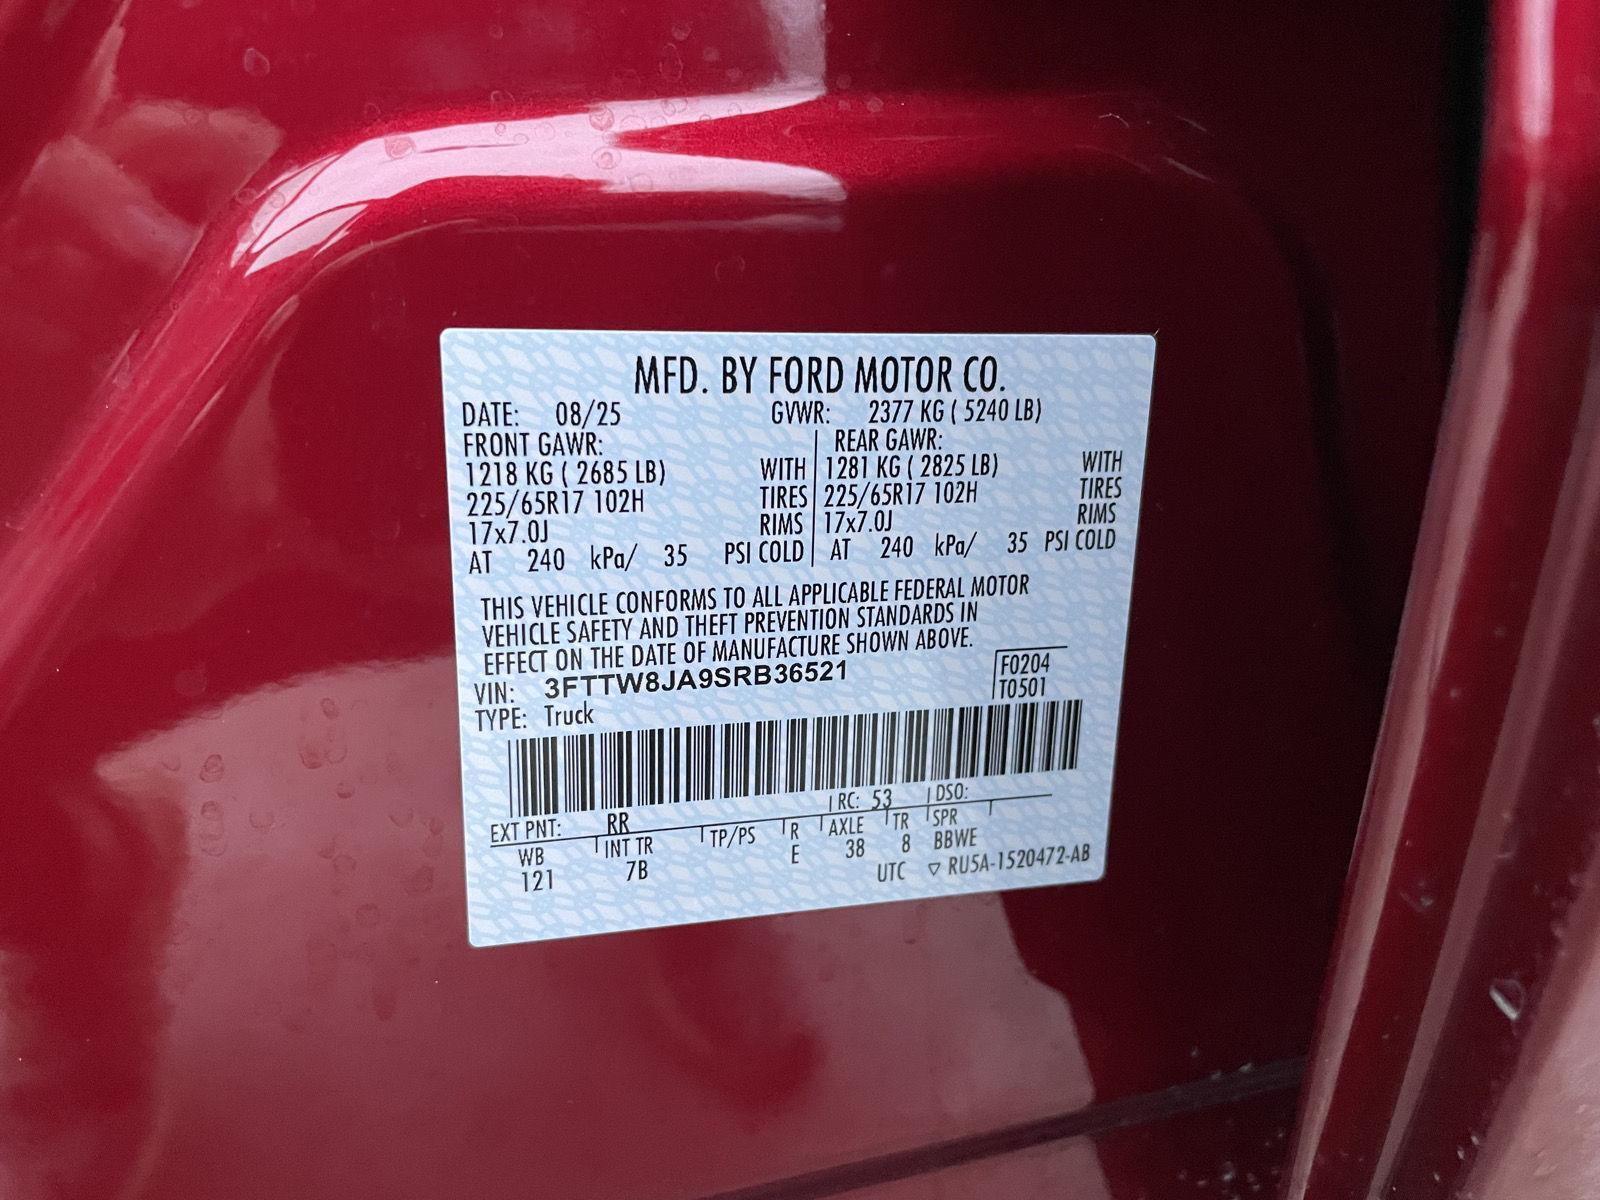 MFD. BY FORD MOTOR CO.
DATE: 08/25 GVWR: 2377 KG ( 5240 LB)
FRONT GAWR: REAR GAWR:
1218 KG ( 2685 LB) WITH 1281 KG ( 2825 LB) WITH
225/65R17 102H TIRES 225/65R17 102H TIRES
17x7.0J RIMS 17x7.0J RIMS
AT 240 kPa/ 35 PSI COLD AT 240 kPa/ 35 PSI COLD
THIS VEHICLE CONFORMS TO ALL APPLICABLE FEDERAL MOTOR
VEHICLE SAFETY AND THEFT PREVENTION STANDARDS IN
EFFECT ON THE DATE OF MANUFACTURE SHOWN ABOVE.
VIN: 3FTTW8JA9SRB36521 F0204
TYPE: Truck T0501
EXT PNT: RR RC: 53 DSO:
WB INT TR TP/PS R AXLE TR SPR
121 7B E 38 8 BBWE
UTC ▽ RU5A-1520472-AB